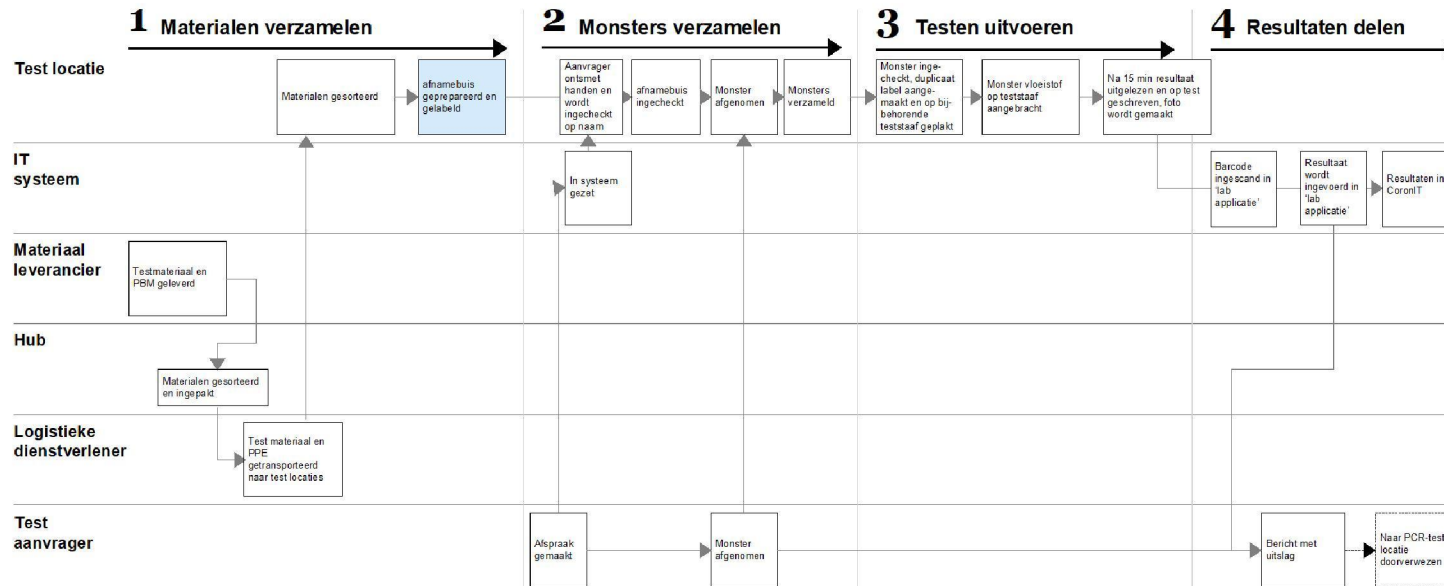 1 Materialen verzamelen
2 Monsters verzamelen
3 Testen uitvoeren
4 Resultaten delen
Test locatie
Materialen gesorteerd
afnamebuis
geprepareerd en
gelabeld
Aanvrager
ontsmet
handen en
wordt
ingecheckt
op naam
afnamebuis
ingecheckt
Monster
afgenomen
Monsters
verzameld
Monster inge-
checkt, duplicaat
label aange-
maakt en op bij-
behorende
teststaaf geplakt
Monster vloeistof
op teststaaf
aangebracht
Na 15 min resultaat
uitgelezen en op test
geschreven, foto
wordt gemaakt
IT
systeem
In systeem
gezet
Barcode
ingescand in
'lab
applicatie'
Resultaat
wordt
ingevoerd in
'lab
applicatie'
Resultaten in
CoronIT
Materiaal
leverancier
Testmateriaal en
PBM geleverd
Hub
Materialen gesorteerd
en ingepakt
Logistieke
dienstverlener
Test materiaal en
PPE
getransporteerd
naar test locaties
Test
aanvrager
Afspraak
gemaakt
Monster
afgenomen
Bericht met
uitslag
Naar PCR-test
locatie
doorverwezen